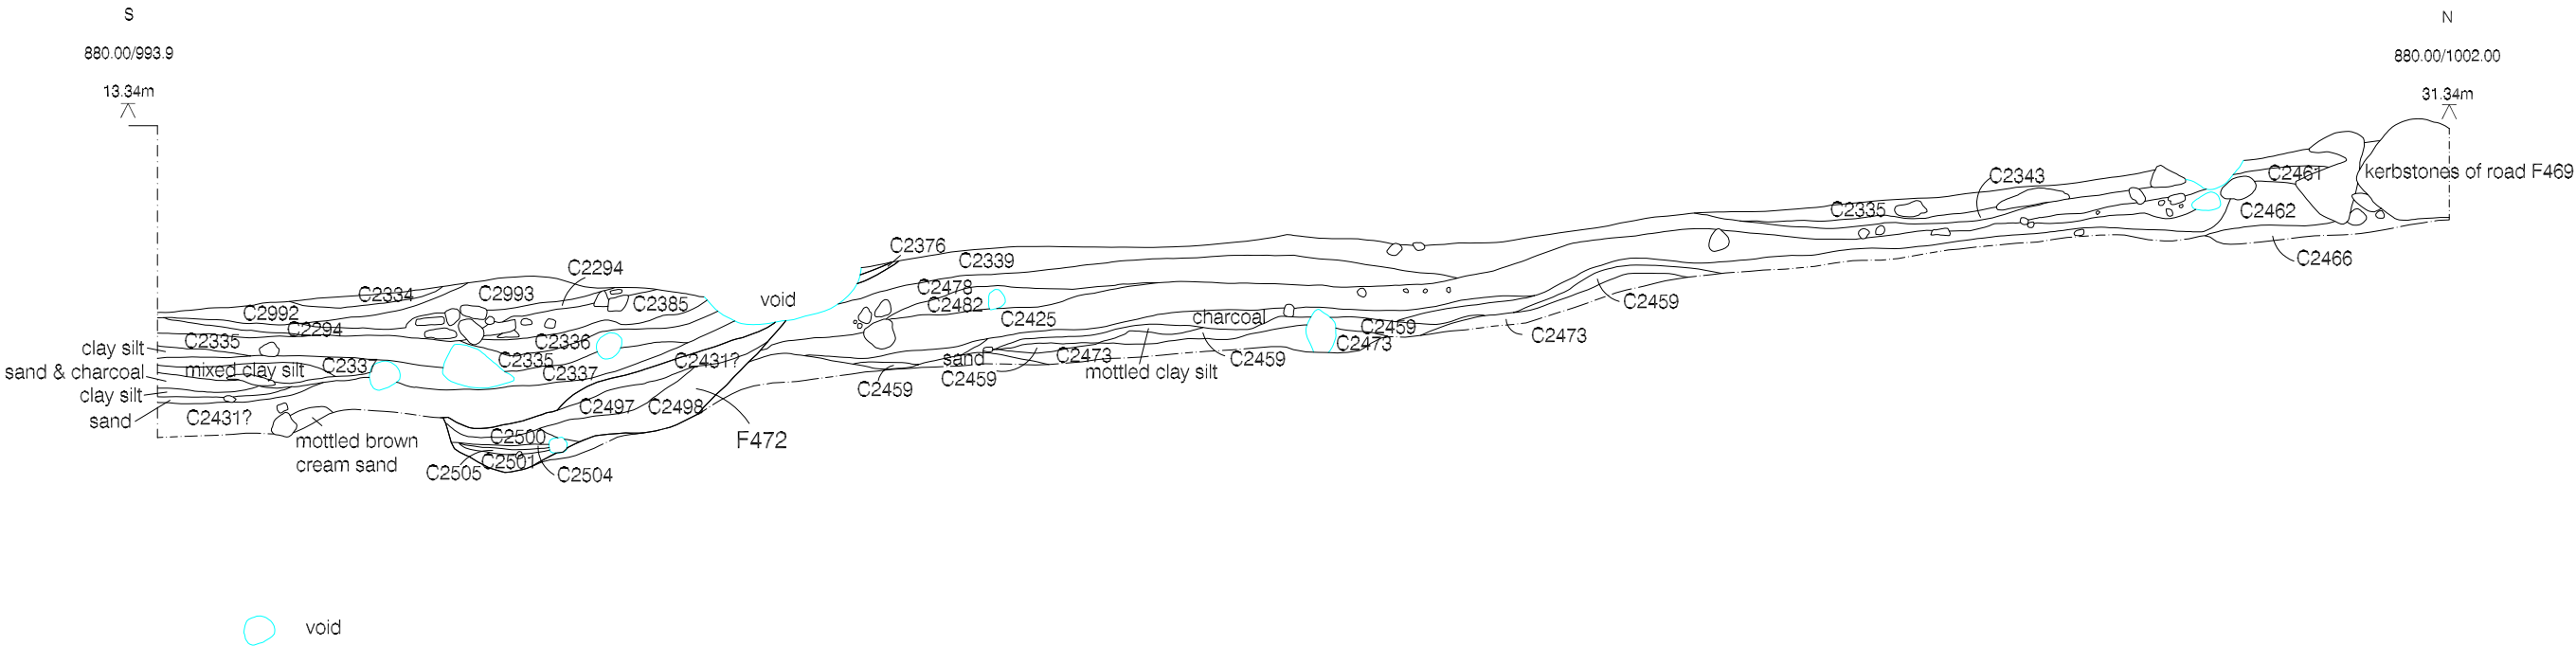 S
N
880.00/993.9
880.00/1002.00
13.34m
31.34m
C2343
C2461
kerbstones of road F469
C2335
C2462
C2466
C2376
C2339
C2294
C2334
C2993
C2385
void
C2478
C2482
C2992
C2294
C2425
charcoal
C2459
C2459
C2473
C2473
clay silt
C2335
C2336
C2335
C2431?
sand
C2473
C2459
sand & charcoal
mixed clay silt
C2337
C2337
C2459
C2459
mottled clay silt
clay silt
sand
C2431?
C2497
C2498
mottled brown
cream sand
C2500
F472
C2505
C2501
C2504
void